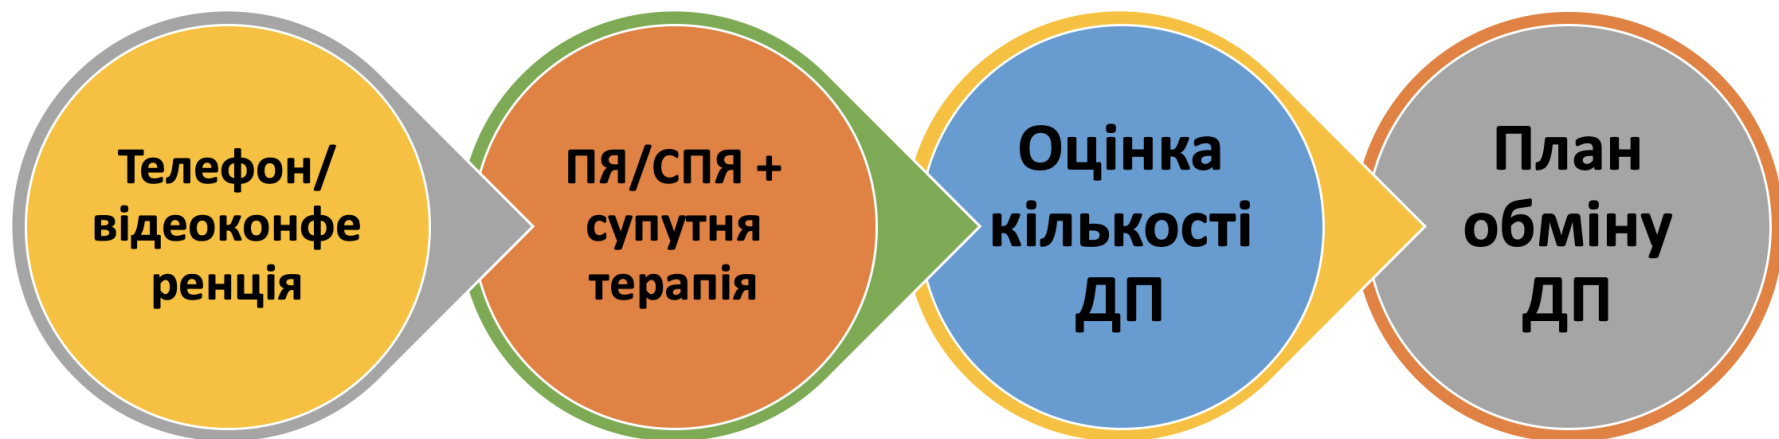 Телефон/
відеоконфе
ренція
ПЯ/СПЯ +
супутня
терапія
Оцінка
кількості
ДП
План
обміну
ДП